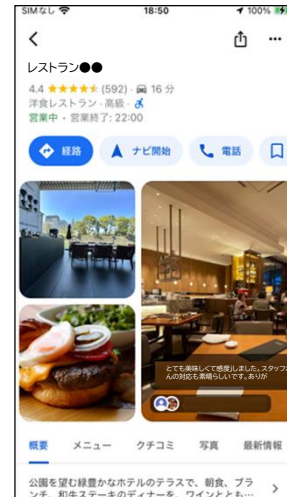 SIMなし 18:50 100%
レストラン●●
4.4 ★★★★★ (592)・ 16 分
洋食レストラン・高級・
営業中・営業終了: 22:00
経路 ナビ開始 電話
とても美味しくて感度しました。スタッフさ
んの対応も素晴らしいです。ありが
概要 メニュー クチコミ 写真 最新情報
公園を望む緑豊かなホテルのテラスで、朝食、ブラ
ンチ、和牛ステーキのディナーを、ワインととも…